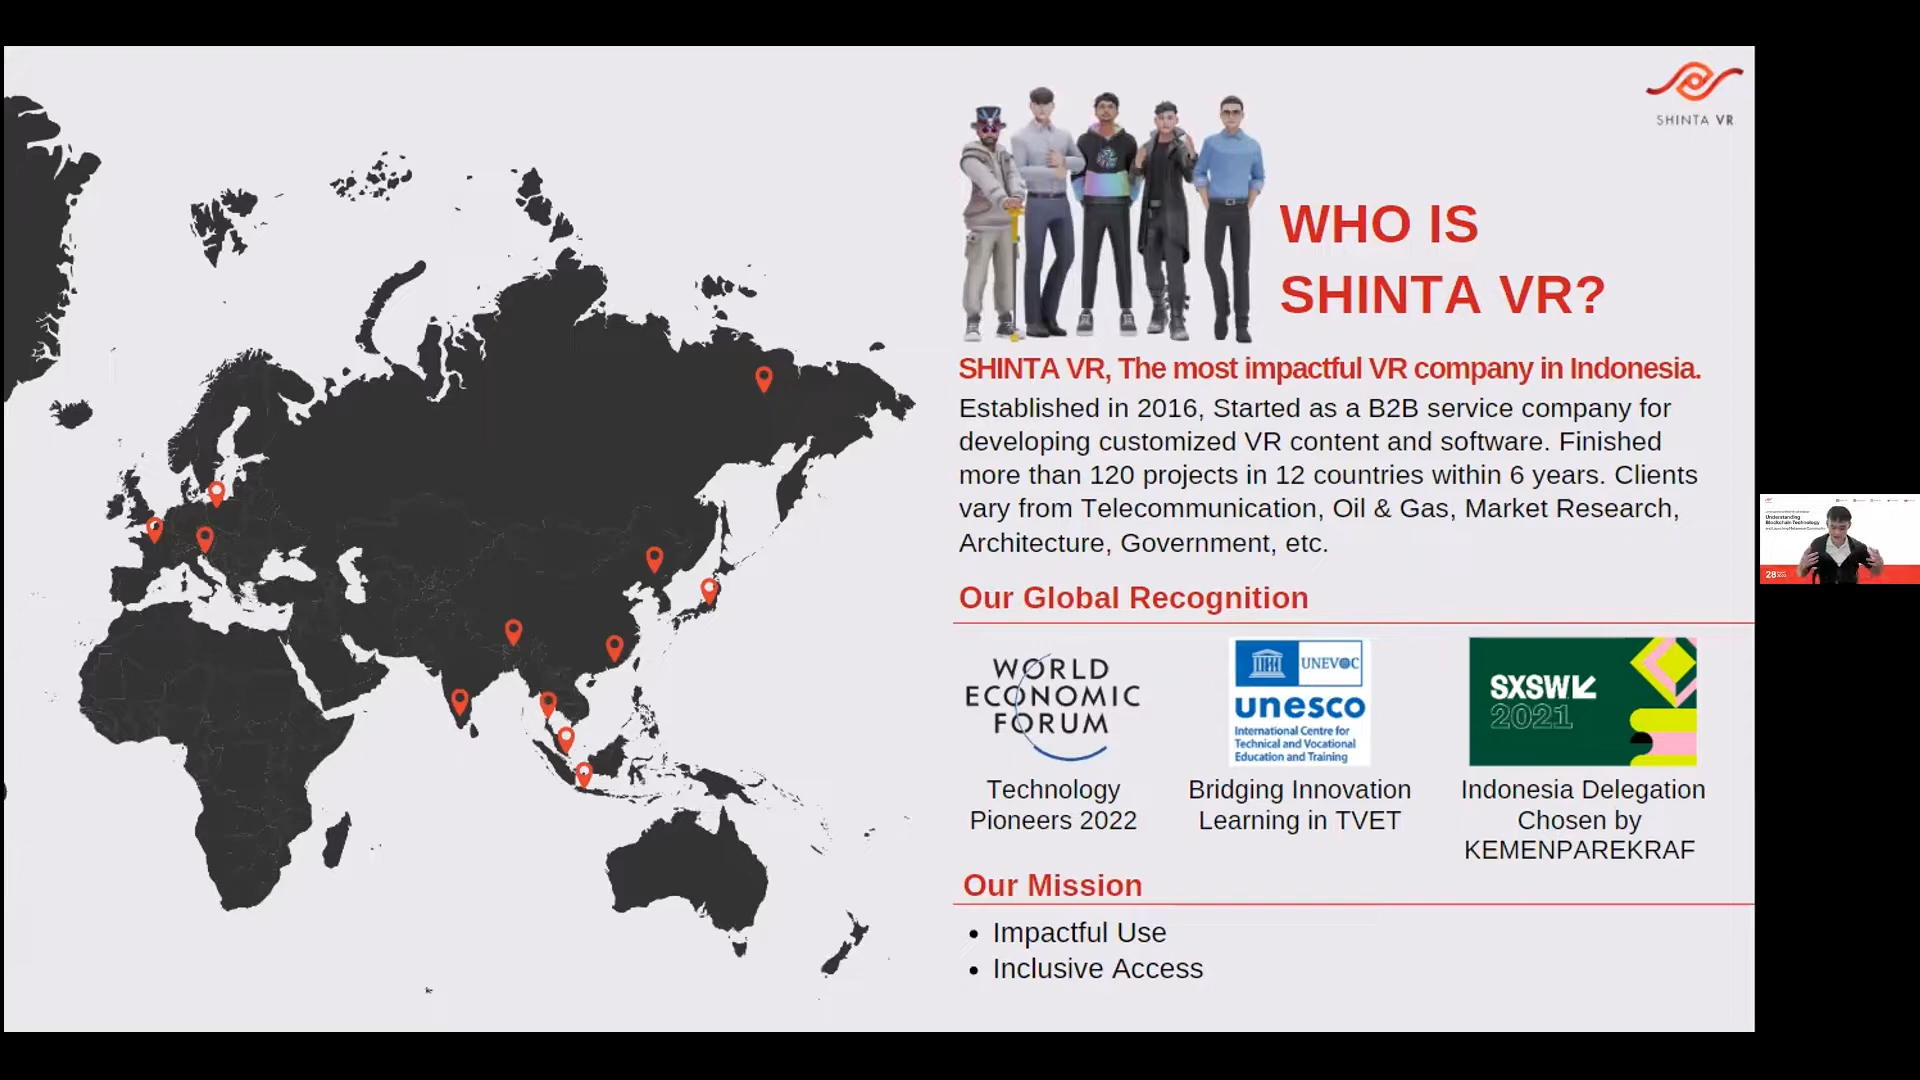 SHINTA VR
WHO IS
SHINTA VR?
SHINTA VR, The most impactful VR company in Indonesia.
Established in 2016, Started as a B2B service company for
developing customized VR content and software. Finished
more than 120 projects in 12 countries within 6 years. Clients
vary from Telecommunication, Oil & Gas, Market Research,
Architecture, Government, etc.
Our Global Recognition
WORLD
ECONOMIC
FORUM
Technology
Pioneers 2022
UNEVOC
unesco
International Centre for
Technical and Vocational
Education and Training
Bridging Innovation
Learning in TVET
SXSW
2021
Indonesia Delegation
Chosen by
KEMENPAREKRAF
Our Mission
• Impactful Use
• Inclusive Access
Understanding
Blockchain Technology
28